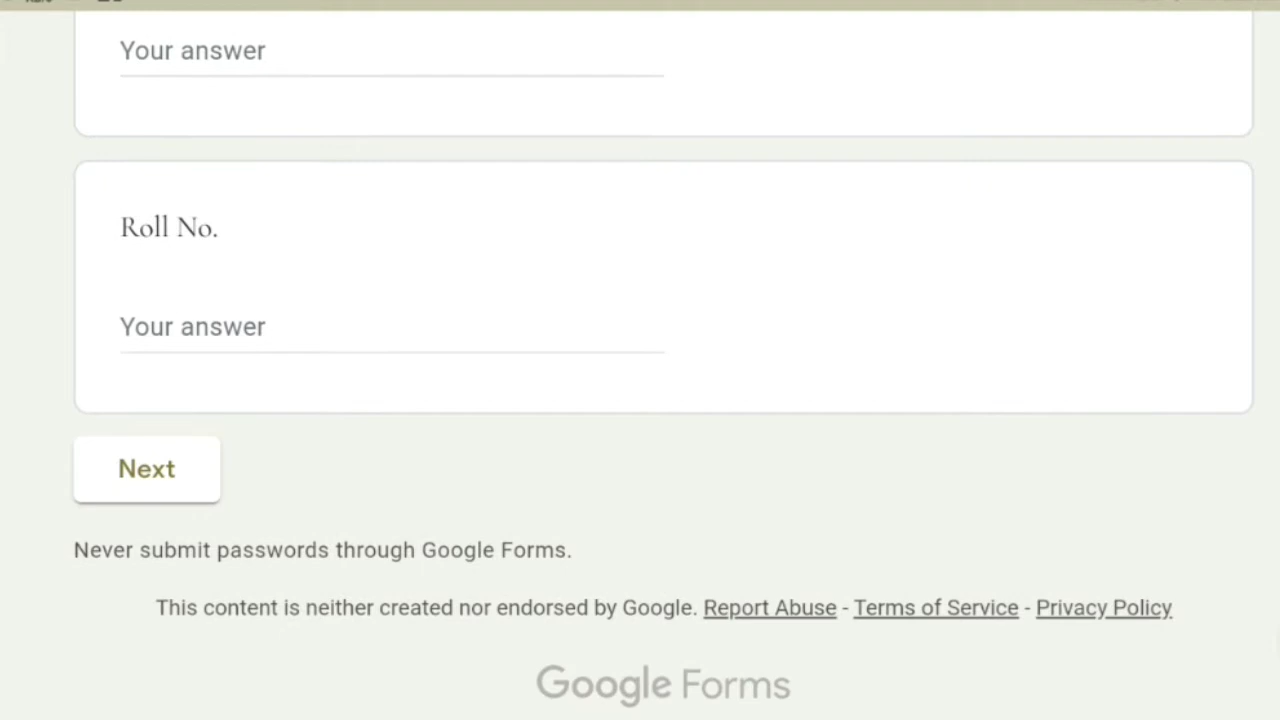 Your answer
Roll No.
Your answer
Next
Never submit passwords through Google Forms.
This content is neither created nor endorsed by Google. Report Abuse - Terms of Service - Privacy Policy
Google Forms